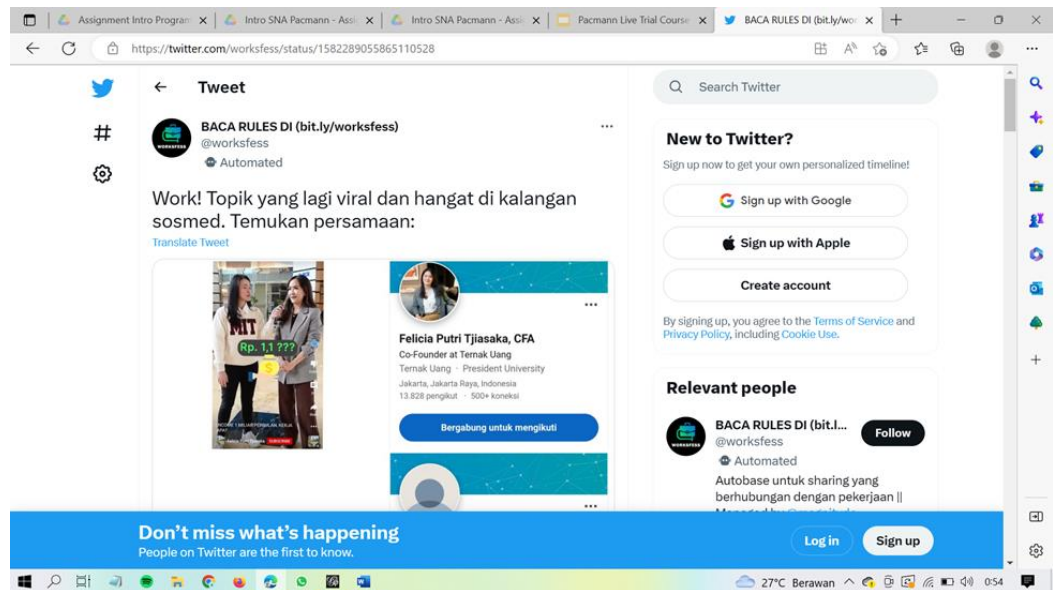 Assignment Intro Program
Intro SNA Pacmann - Assi
Intro SNA Pacmann - Assi
Pacmann Live Trial Course
BACA RULES DI (bit.ly/wor
https://twitter.com/worksfess/status/1582289055865110528
Tweet
BACA RULES DI (bit.ly/worksfess)
@worksfess
Automated
Work! Topik yang lagi viral dan hangat di kalangan
sosmed. Temukan persamaan:
Translate Tweet
MIT
Rp. 1,1 ???
Felicia Putri Tjiasaka, CFA
Co-Founder at Ternak Uang
Ternak Uang · President University
Jakarta, Jakarta Raya, Indonesia
13.828 pengikut · 500+ koneksi
Bergabung untuk mengikuti
Search Twitter
New to Twitter?
Sign up now to get your own personalized timeline!
Sign up with Google
Sign up with Apple
Create account
By signing up, you agree to the Terms of Service and
Privacy Policy, including Cookie Use.
Relevant people
BACA RULES DI (bit.l...
@worksfess
Follow
Automated
Autobase untuk sharing yang
berhubungan dengan pekerjaan ||
Don't miss what's happening
People on Twitter are the first to know.
Log in
Sign up
27°C Berawan
0:54